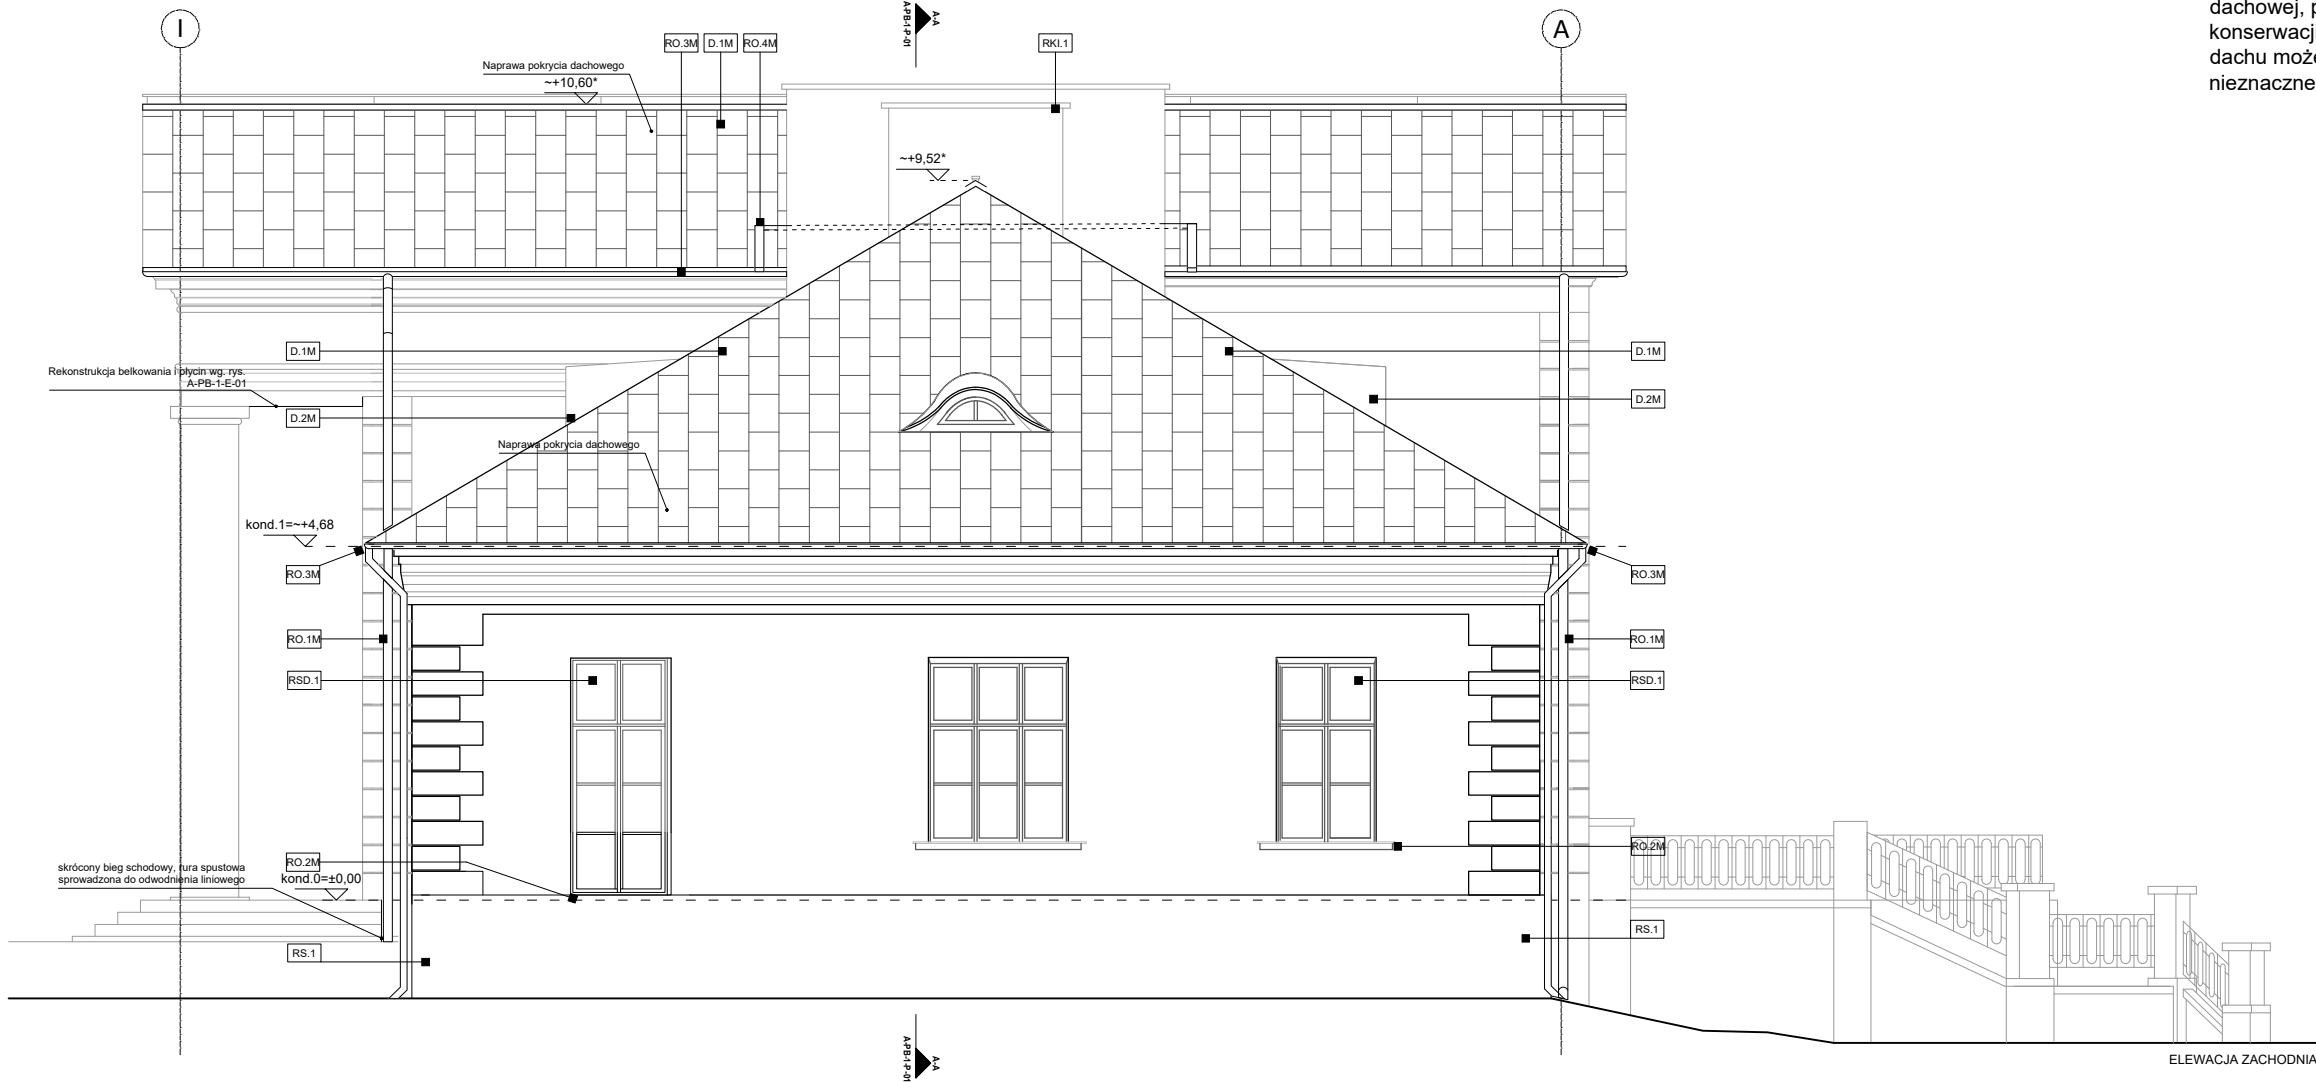 I
A
A-A
A-PB-1-P-01
RO.3M
D.1M
RO.4M
RKI.1
dachowej, p
konserwacj
dachu może
nieznaczne
Naprawa pokrycia dachowego
~+10,60*
~+9,52*
D.1M
D.1M
Rekonstrukcja belkowania i płycin wg. rys.
A-PB-1-E-01
D.2M
D.2M
Naprawa pokrycia dachowego
kond.1=~+4,68
RO.3M
RO.3M
RO.1M
RO.1M
RSD.1
RSD.1
RO.2M
RO.2M
skrócony bieg schodowy, rura spustowa
sprowadzona do odwodnienia liniowego
kond.0=±0,00
RS.1
RS.1
A-A
A-PB-1-P-01
ELEWACJA ZACHODNIA